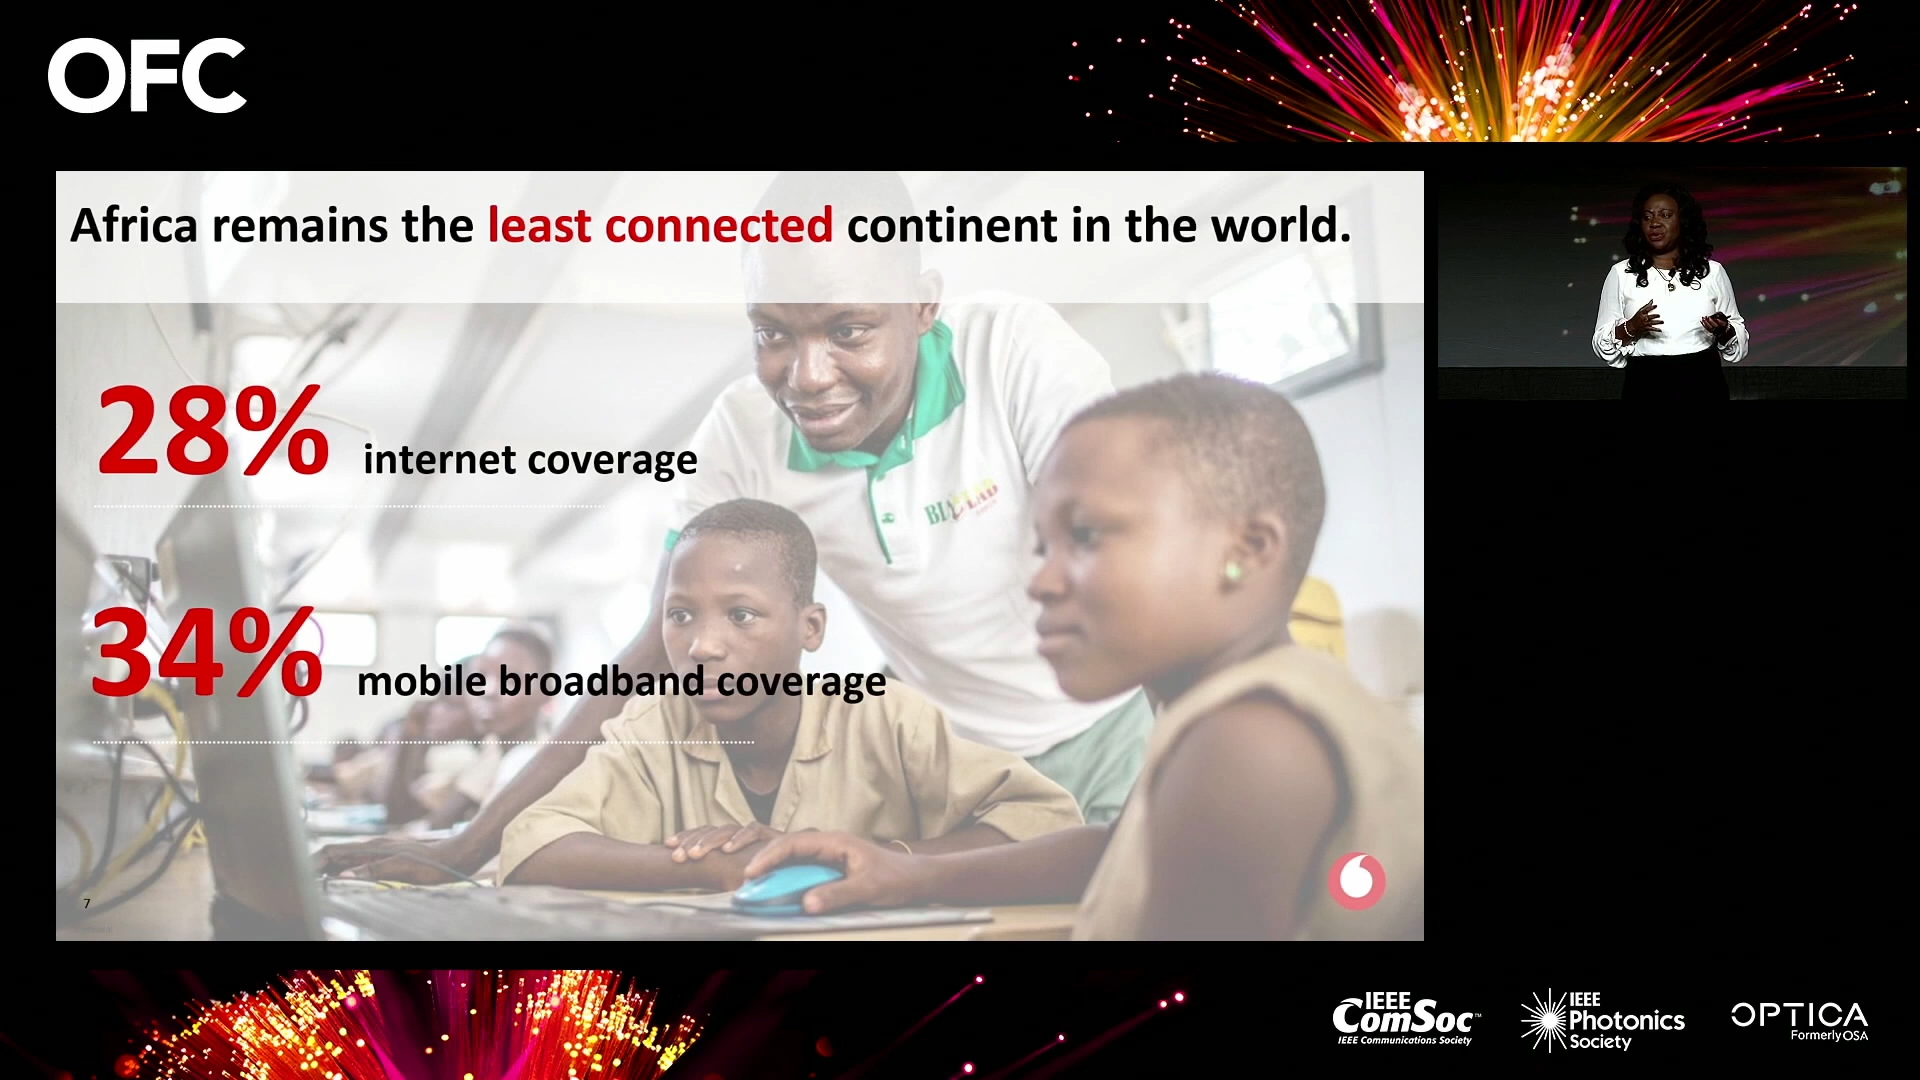 OFC
Africa remains the least connected continent in the world.
28% internet coverage
34% mobile broadband coverage
7
IEEE
ComSoc™
IEEE Communications Society
IEEE
Photonics
Society
OPTICA
Formerly OSA